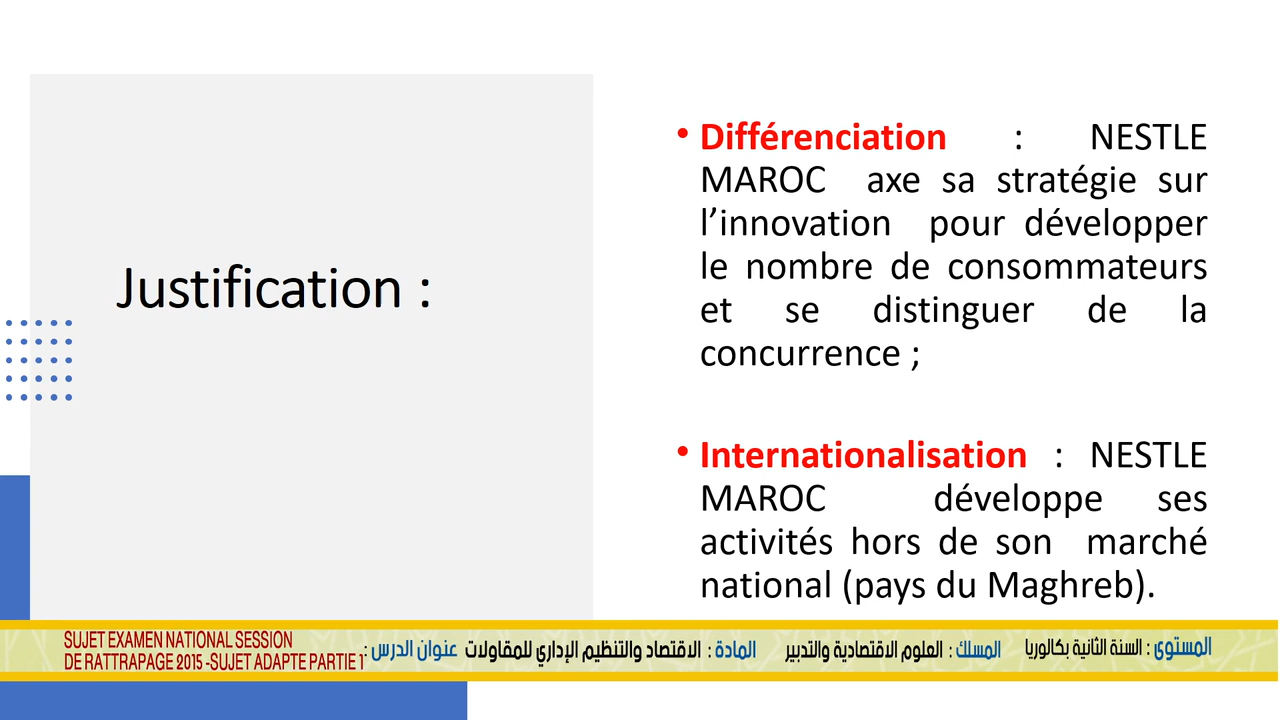 Justification :
• Différenciation : NESTLE
MAROC axe sa stratégie sur
l’innovation pour développer
le nombre de consommateurs
et se distinguer de la
concurrence ;
• Internationalisation : NESTLE
MAROC développe ses
activités hors de son marché
national (pays du Maghreb).
المستوى : السنة الثانية بكالوريا المسلك : العلوم الاقتصادية والتدبير المادة : الاقتصاد والتنظيم الإداري للمقاولات عنوان الدرس :
SUJET EXAMEN NATIONAL SESSION
DE RATTRAPAGE 2015 -SUJET ADAPTE PARTIE 1